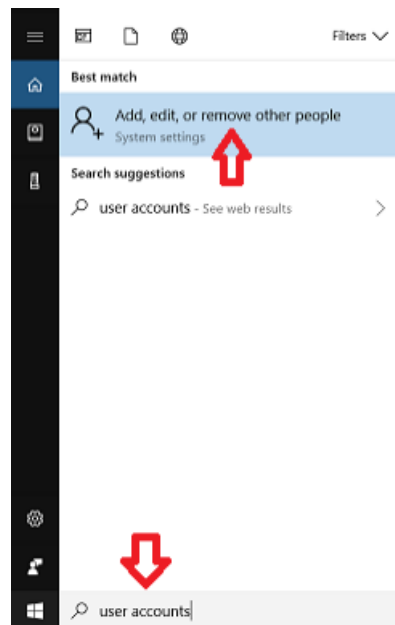 Filters
Best match
Add, edit, or remove other people
System settings
Search suggestions
user accounts - See web results
user accounts